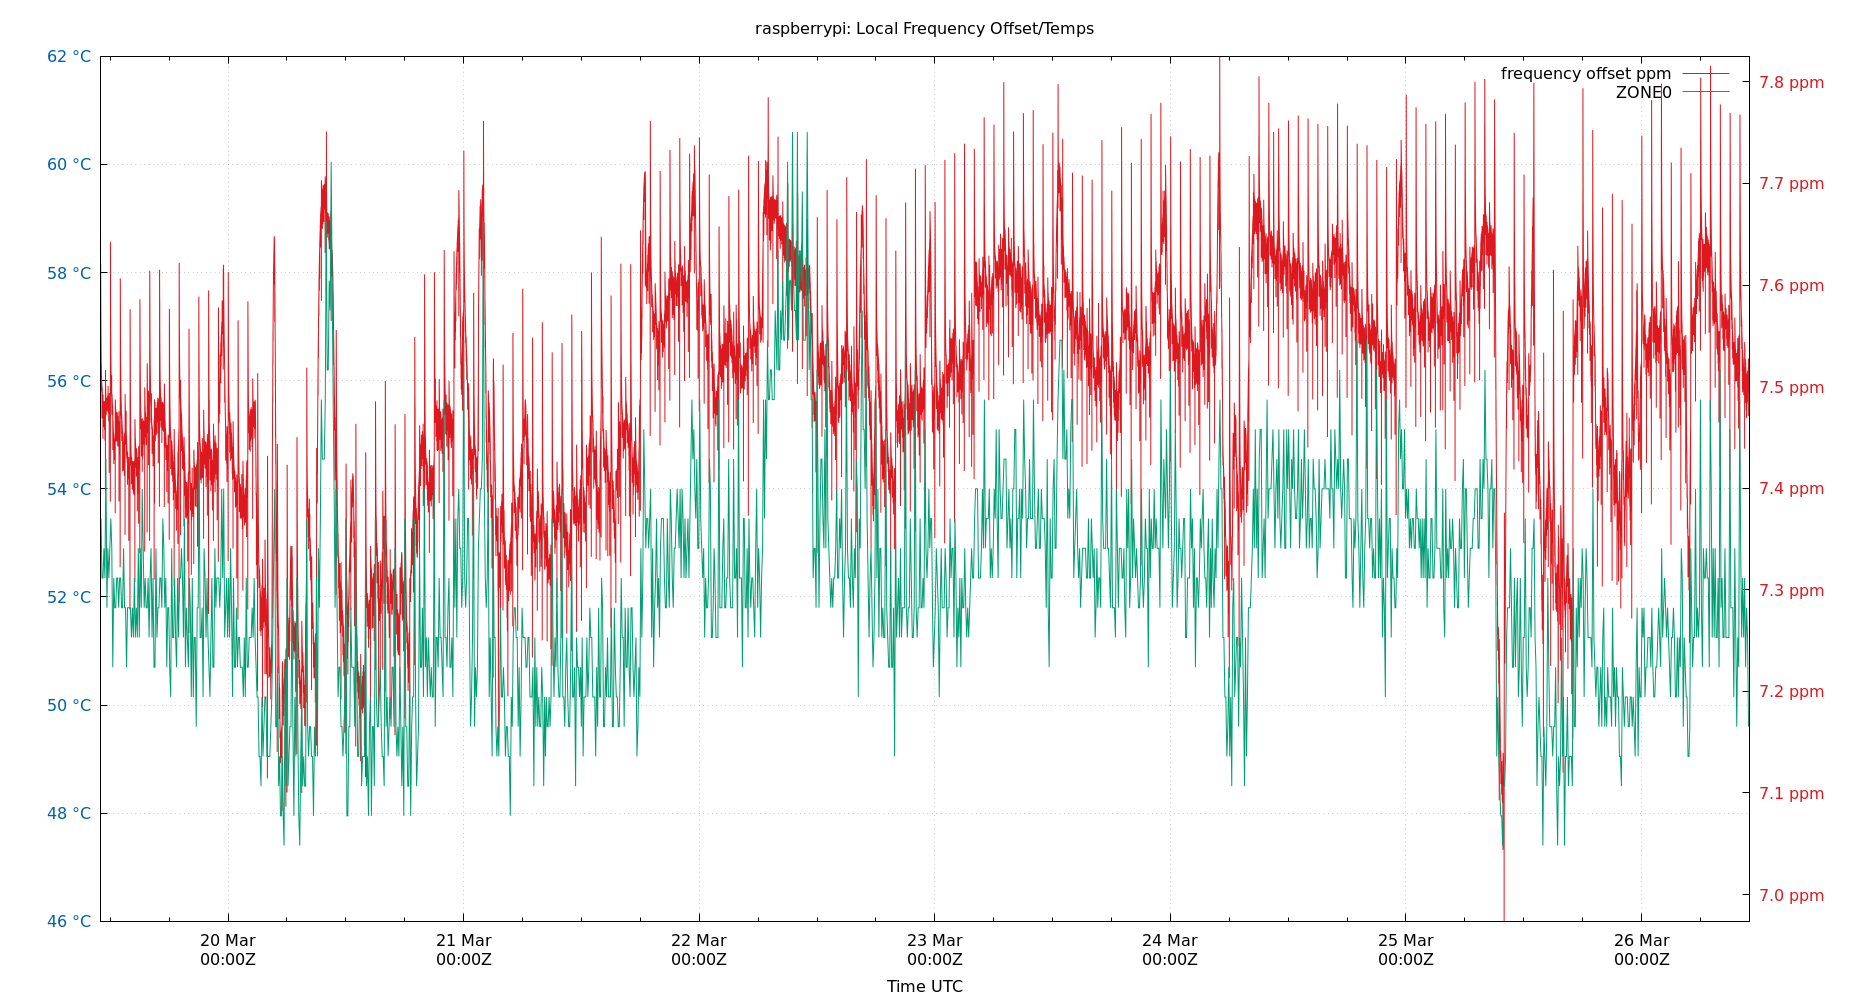 raspberrypi: Local Frequency Offset/Temps
62 °C
60 °C
58 °C
56 °C
54 °C
52 °C
50 °C
48 °C
46 °C
frequency offset ppm
ZONE0
7.8 ppm
7.7 ppm
7.6 ppm
7.5 ppm
7.4 ppm
7.3 ppm
7.2 ppm
7.1 ppm
7.0 ppm
20 Mar 21 Mar 22 Mar 23 Mar 24 Mar 25 Mar 26 Mar
00:00Z 00:00Z 00:00Z 00:00Z 00:00Z 00:00Z 00:00Z
Time UTC